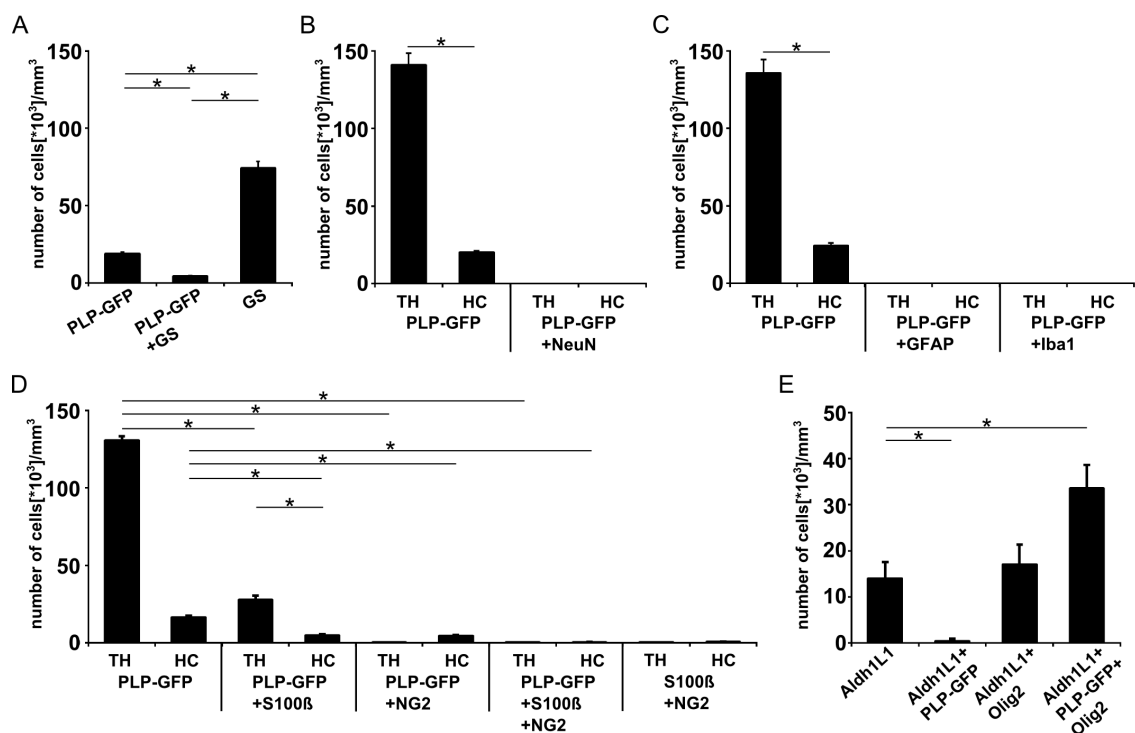 A
number of cells[*10³]/mm³
150
100
50
0
*
*
*
PLP-GFP
PLP-GFP
+GS
GS
B
number of cells[*10³]/mm³
150
100
50
0
*
TH HC TH HC
PLP-GFP PLP-GFP
+NeuN
C
number of cells[*10³]/mm³
150
100
50
0
*
TH HC TH HC TH HC
PLP-GFP PLP-GFP PLP-GFP
+GFAP +Iba1
D
number of cells[*10³]/mm³
150
100
50
0
*
*
*
*
*
*
*
TH HC TH HC TH HC TH HC TH HC
PLP-GFP PLP-GFP PLP-GFP PLP-GFP S100ß
+S100ß +NG2 +S100ß +NG2
+NG2
E
number of cells[*10³]/mm³
50
40
30
20
10
0
*
*
Aldh1L1
Aldh1L1+
PLP-GFP
Aldh1L1+
Olig2
Aldh1L1+
PLP-GFP+
Olig2